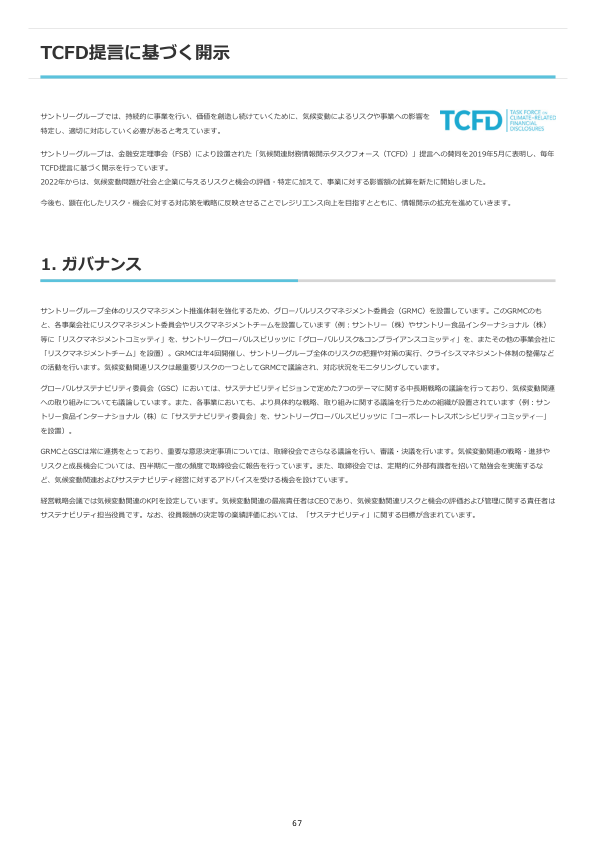 TCFD提言に基づく開示
サントリーグループでは、持続的に事業を行い、価値を創造し続けていくために、気候変動によるリスクや事業への影響を
特定し、適切に対応していく必要があると考えています。
TCFD
TASK FORCE ON
CLIMATE-RELATED
FINANCIAL
DISCLOSURES
サントリーグループは、金融安定理事会（FSB）により設置された「気候関連財務情報開示タスクフォース（TCFD）」提言への賛同を2019年5月に表明し、毎年
TCFD提言に基づく開示を行っています。
2022年からは、気候変動問題が社会と企業に与えるリスクと機会の評価・特定に加えて、事業に対する影響額の試算を新たに開始しました。
今後も、顕在化したリスク・機会に対する対応策を戦略に反映させることでレジリエンス向上を目指すとともに、情報開示の拡充を進めていきます。
1. ガバナンス
サントリーグループ全体のリスクマネジメント推進体制を強化するため、グローバルリスクマネジメント委員会（GRMC）を設置しています。このGRMCのも
と、各事業会社にリスクマネジメント委員会やリスクマネジメントチームを設置しています（例：サントリー（株）やサントリー食品インターナショナル（株）
等に「リスクマネジメントコミッティ」を、サントリーグローバルスピリッツに「グローバルリスク&コンプライアンスコミッティ」を、またその他の事業会社に
「リスクマネジメントチーム」を設置）。GRMCは年4回開催し、サントリーグループ全体のリスクの把握や対策の実行、クライシスマネジメント体制の整備など
の活動を行います。気候変動関連リスクは最重要リスクの一つとしてGRMCで議論され、対応状況をモニタリングしています。
グローバルサステナビリティ委員会（GSC）においては、サステナビリティビジョンで定めた7つのテーマに関する中長期戦略の議論を行っており、気候変動関連
への取り組みについても議論しています。また、各事業においても、より具体的な戦略、取り組みに関する議論を行うための組織が設置されています（例：サン
トリー食品インターナショナル（株）に「サステナビリティ委員会」を、サントリーグローバルスピリッツに「コーポレートレスポンシビリティコミッティ―」
を設置）。
GRMCとGSCは常に連携をとっており、重要な意思決定事項については、取締役会でさらなる議論を行い、審議・決議を行います。気候変動関連の戦略・進捗や
リスクと成長機会については、四半期に一度の頻度で取締役会に報告を行っています。また、取締役会では、定期的に外部有識者を招いて勉強会を実施するな
ど、気候変動関連およびサステナビリティ経営に対するアドバイスを受ける機会を設けています。
経営戦略会議では気候変動関連のKPIを設定しています。気候変動関連の最高責任者はCEOであり、気候変動関連リスクと機会の評価および管理に関する責任者は
サステナビリティ担当役員です。なお、役員報酬の決定等の業績評価においては、「サステナビリティ」に関する目標が含まれています。
67